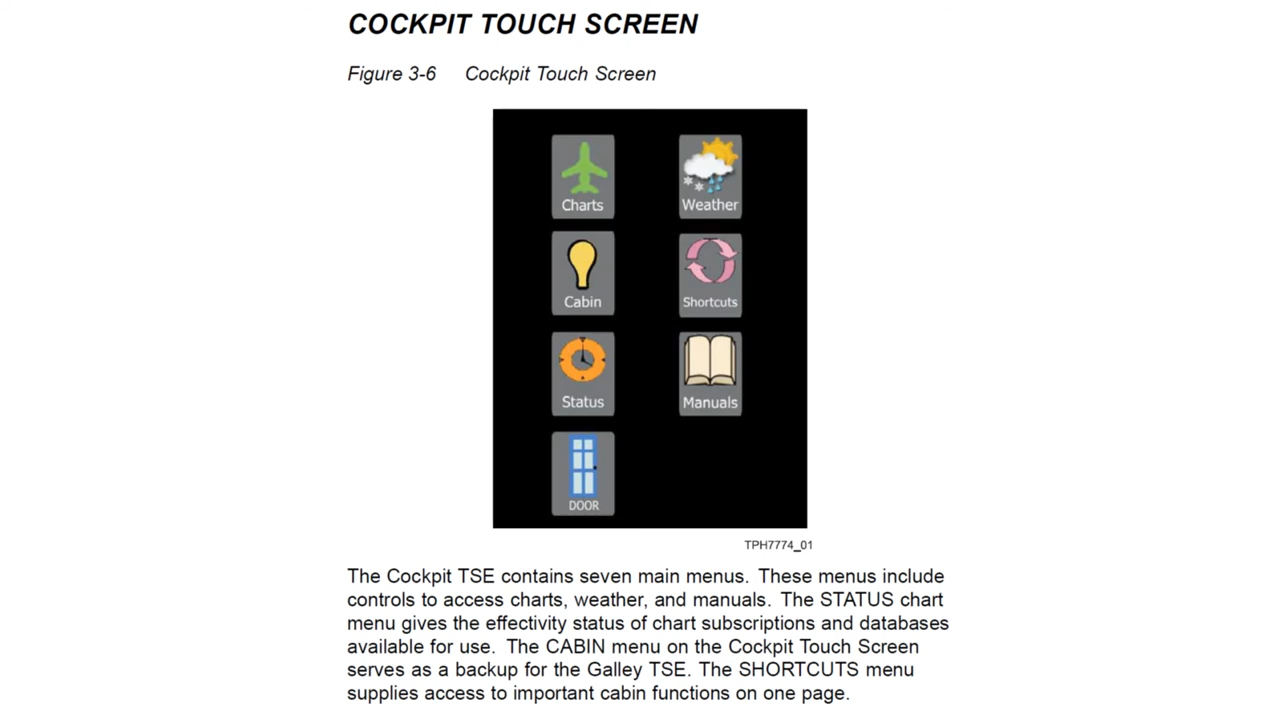 COCKPIT TOUCH SCREEN
Figure 3-6 Cockpit Touch Screen
Charts
Weather
Cabin
Shortcuts
Status
Manuals
DOOR
TPH7774_01
The Cockpit TSE contains seven main menus. These menus include
controls to access charts, weather, and manuals. The STATUS chart
menu gives the effectivity status of chart subscriptions and databases
available for use. The CABIN menu on the Cockpit Touch Screen
serves as a backup for the Galley TSE. The SHORTCUTS menu
supplies access to important cabin functions on one page.